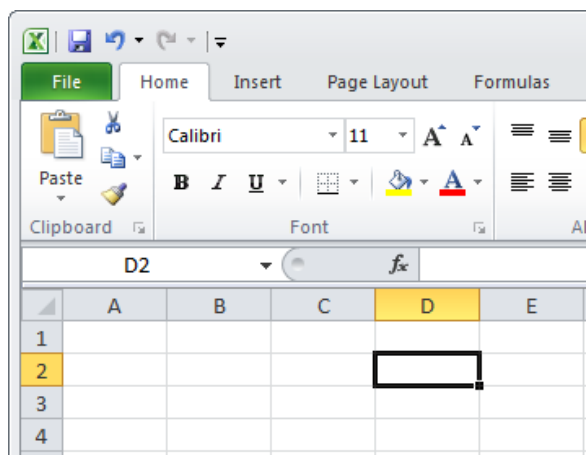 File Home Insert Page Layout Formulas
Calibri 11 A A
Paste B I U A
Clipboard Font
D2 fx
A B C D E
1
2
3
4